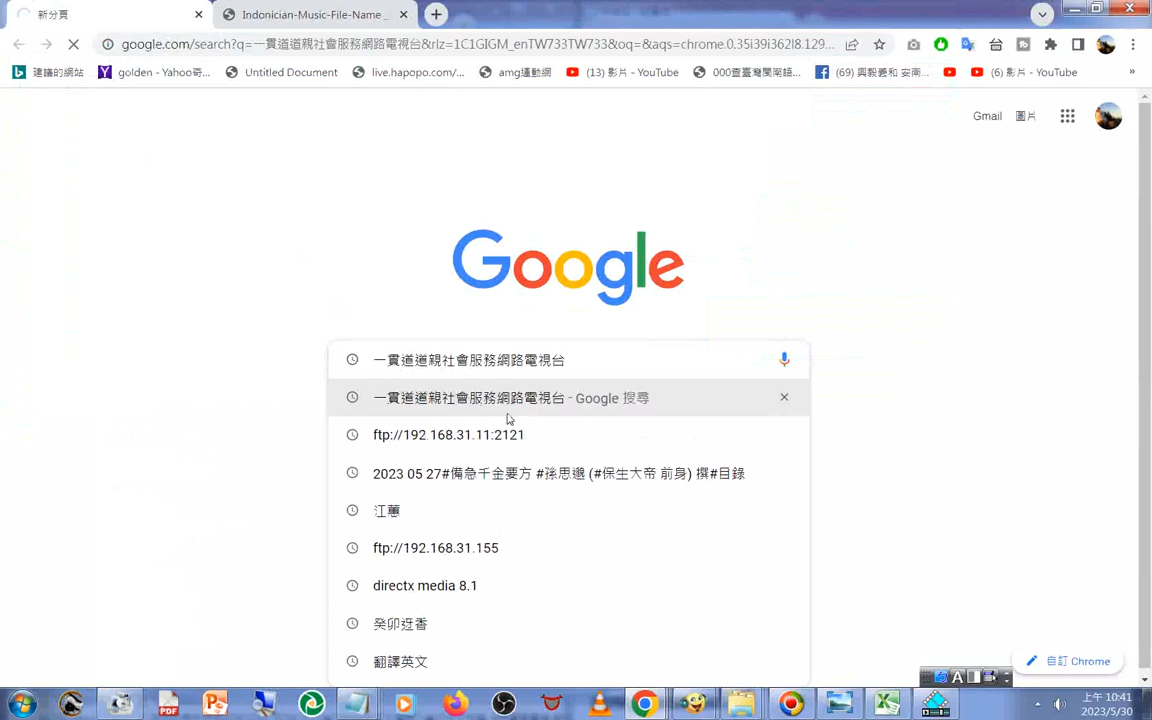 新分頁
Indonician-Music-File-Name _
google.com/search?q=一貫道道親社會服務網路電視台&rlz=1C1GIGM_enTW733TW733&oq=&aqs=chrome.0.35i39i362l8.129...
建議的網站
golden - Yahoo奇...
Untitled Document
live.hapopo.com/...
amg運動網
(13) 影片 - YouTube
000查臺灣閩南語...
(69) 興毅義和 安南...
(6) 影片 - YouTube
»
Gmail 圖片
Google
一貫道道親社會服務網路電視台
一貫道道親社會服務網路電視台 - Google 搜尋
ftp://192.168.31.11:2121
2023 05 27#備急千金要方 #孫思邈 (#保生大帝 前身) 撰#目錄
江蕙
ftp://192.168.31.155
directx media 8.1
癸卯迓香
翻譯英文
自訂 Chrome
A
PDF
上午 10:41
2023/5/30